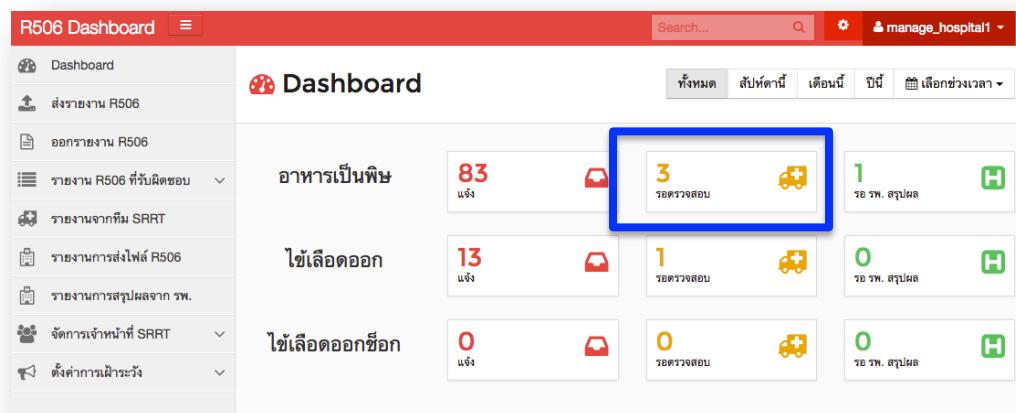 R506 Dashboard
Search...
manage_hospital1
Dashboard
ส่งรายงาน R506
ออกรายงาน R506
รายงาน R506 ที่รับผิดชอบ
รายงานจากทีม SRRT
รายงานการส่งไฟล์ R506
รายงานการสรุปผลจาก รพ.
จัดการเจ้าหน้าที่ SRRT
ตั้งค่าการเฝ้าระวัง
Dashboard
ทั้งหมด สัปห์ดานี้ เดือนนี้ ปีนี้ เลือกช่วงเวลา
อาหารเป็นพิษ
83
แจ้ง
3
รอตรวจสอบ
1
รอ รพ. สรุปผล
H
ไข้เลือดออก
13
แจ้ง
1
รอตรวจสอบ
0
รอ รพ. สรุปผล
H
ไข้เลือดออกช็อก
0
แจ้ง
0
รอตรวจสอบ
0
รอ รพ. สรุปผล
H